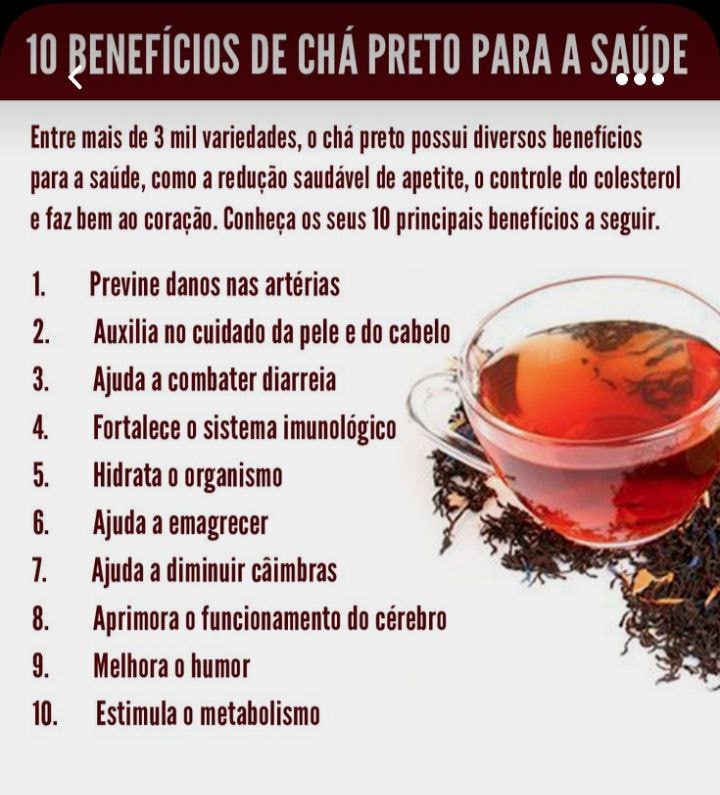 10 BENEFÍCIOS DE CHÁ PRETO PARA A SAÚDE
Entre mais de 3 mil variedades, o chá preto possui diversos benefícios
para a saúde, como a redução saudável de apetite, o controle do colesterol
e faz bem ao coração. Conheça os seus 10 principais benefícios a seguir.
1. Previne danos nas artérias
2. Auxilia no cuidado da pele e do cabelo
3. Ajuda a combater diarreia
4. Fortalece o sistema imunológico
5. Hidrata o organismo
6. Ajuda a emagrecer
7. Ajuda a diminuir câimbras
8. Aprimora o funcionamento do cérebro
9. Melhora o humor
10. Estimula o metabolismo